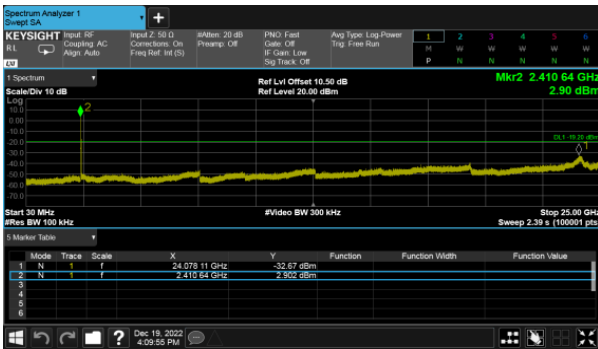 Spectrum Analyzer 1
Swept SA
+
KEYSIGHT Input: RF Input Z: 50 Ω #Atten: 20 dB PNO: Fast Avg Type: Log-Power 1 2 3 4 5 6
RL Coupling: AC Corrections: On Preamp: Off Gate: Off Trig: Free Run M W W W W W
Align: Auto Freq Ref: Int (S) IF Gain: Low P N N N N N
Sig Track: Off
LXI
1 Spectrum Ref Lvl Offset 10.50 dB Mkr2 2.410 64 GHz
Scale/Div 10 dB Ref Level 20.00 dBm 2.90 dBm
Log
10.0
2
0.00
-10.0
-20.0
DL1 -19.20 dBm
1
-30.0
-40.0
-50.0
-60.0
-70.0
Start 30 MHz #Video BW 300 kHz Stop 25.00 GHz
#Res BW 100 kHz Sweep 2.39 s (100001 pts)
5 Marker Table
Mode Trace Scale X Y Function Function Width Function Value
1 N 1 f 24.078 11 GHz -32.67 dBm
2 N 1 f 2.410 64 GHz 2.902 dBm
3
4
5
6
? Dec 19, 2022
4:09:55 PM